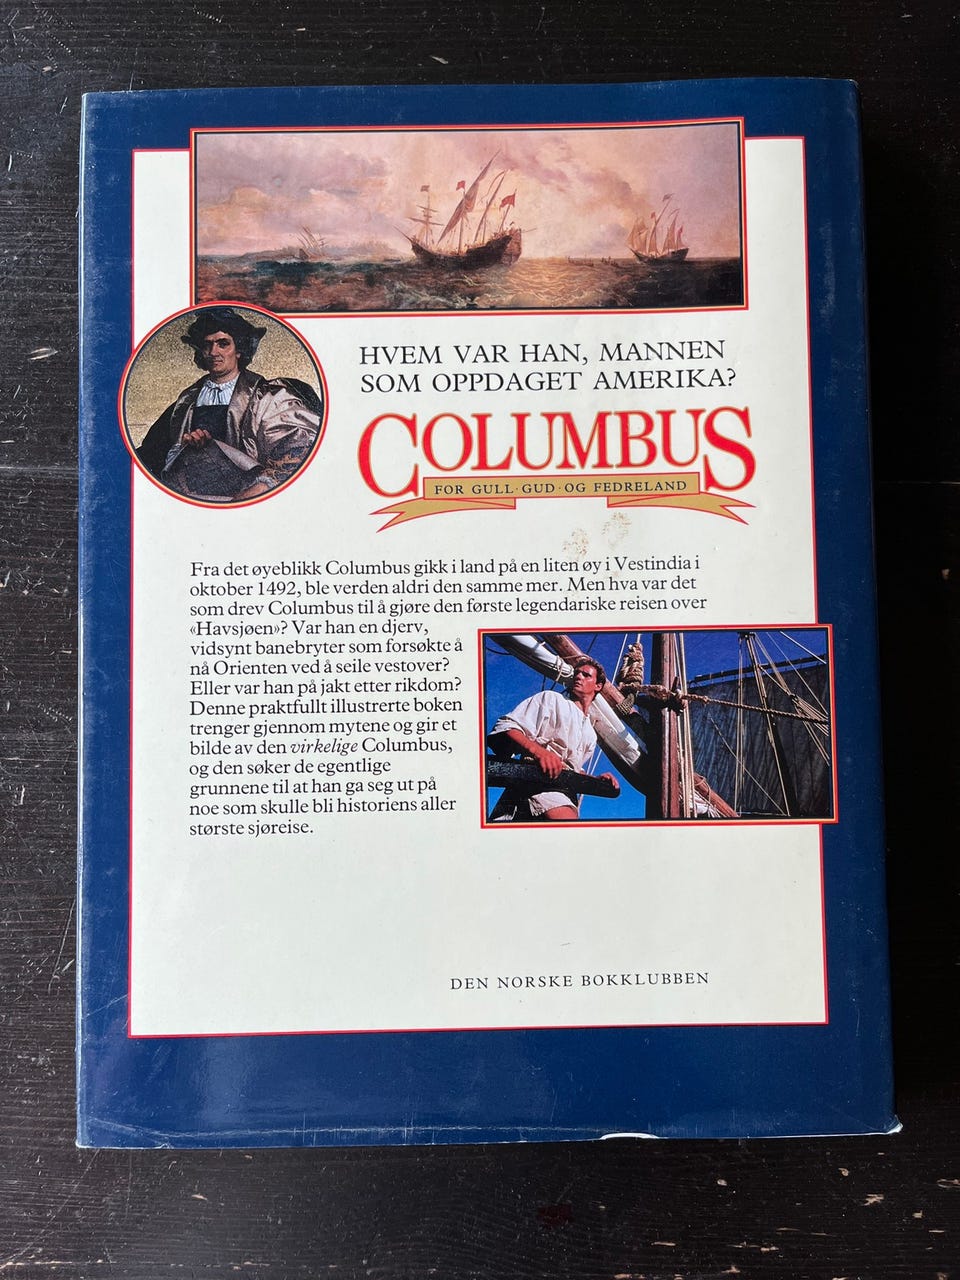 HVEM VAR HAN, MANNEN
SOM OPPDAGET AMERIKA?
COLUMBUS
FOR GULL · GUD · OG FEDRELAND
Fra det øyeblikk Columbus gikk i land på en liten øy i Vestindia i
oktober 1492, ble verden aldri den samme mer. Men hva var det
som drev Columbus til å gjøre den første legendariske reisen over
«Havsjøen»? Var han en djerv,
vidsynt banebryter som forsøkte å
nå Orienten ved å seile vestover?
Eller var han på jakt etter rikdom?
Denne praktfullt illustrerte boken
trenger gjennom mytene og gir et
bilde av den virkelige Columbus,
og den søker de egentlige
grunnene til at han ga seg ut på
noe som skulle bli historiens aller
største sjøreise.
DEN NORSKE BOKKLUBBEN